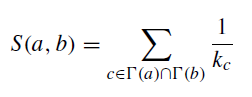 S(a, b) = ∑ 1/k_c
c∈Γ(a)∩Γ(b)